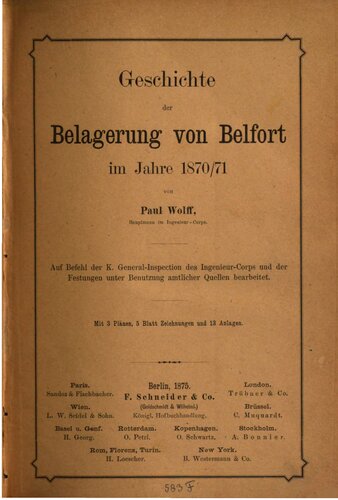 Geschichte
der
Belagerung von Belfort
im Jahre 1870/71
von
Paul Wolff,
Hauptmann im Ingenieur-Corps.
Auf Befehl der K. General-Inspection des Ingenieur-Corps und der
Festungen unter Benutzung amtlicher Quellen bearbeitet.
Mit 3 Plänen, 5 Blatt Zeichnungen und 13 Anlagen.
Paris.
Sandoz & Fischbacher.
Berlin, 1875.
F. Schneider & Co.
(Goldschmidt & Wilhelmi.)
Königl. Hofbuchhandlung.
London.
Trübner & Co.
Wien.
L. W. Seidel & Sohn.
Brüssel.
C. Muquardt.
Basel u. Genf.
H. Georg.
Rotterdam.
O. Petri.
Kopenhagen.
O. Schwartz.
Stockholm.
A. Bonnier.
Rom, Florenz, Turin.
H. Loescher.
New York.
B. Westermann & Co.
583 F